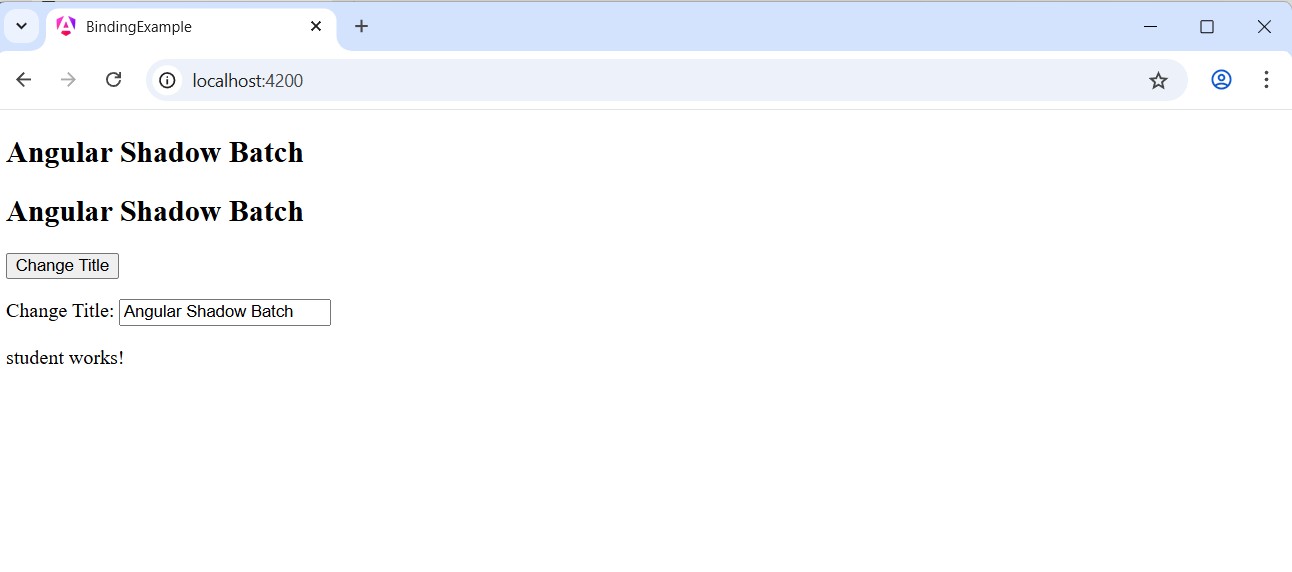 BindingExample
localhost:4200
Angular Shadow Batch
Angular Shadow Batch
Change Title
Change Title: Angular Shadow Batch
student works!